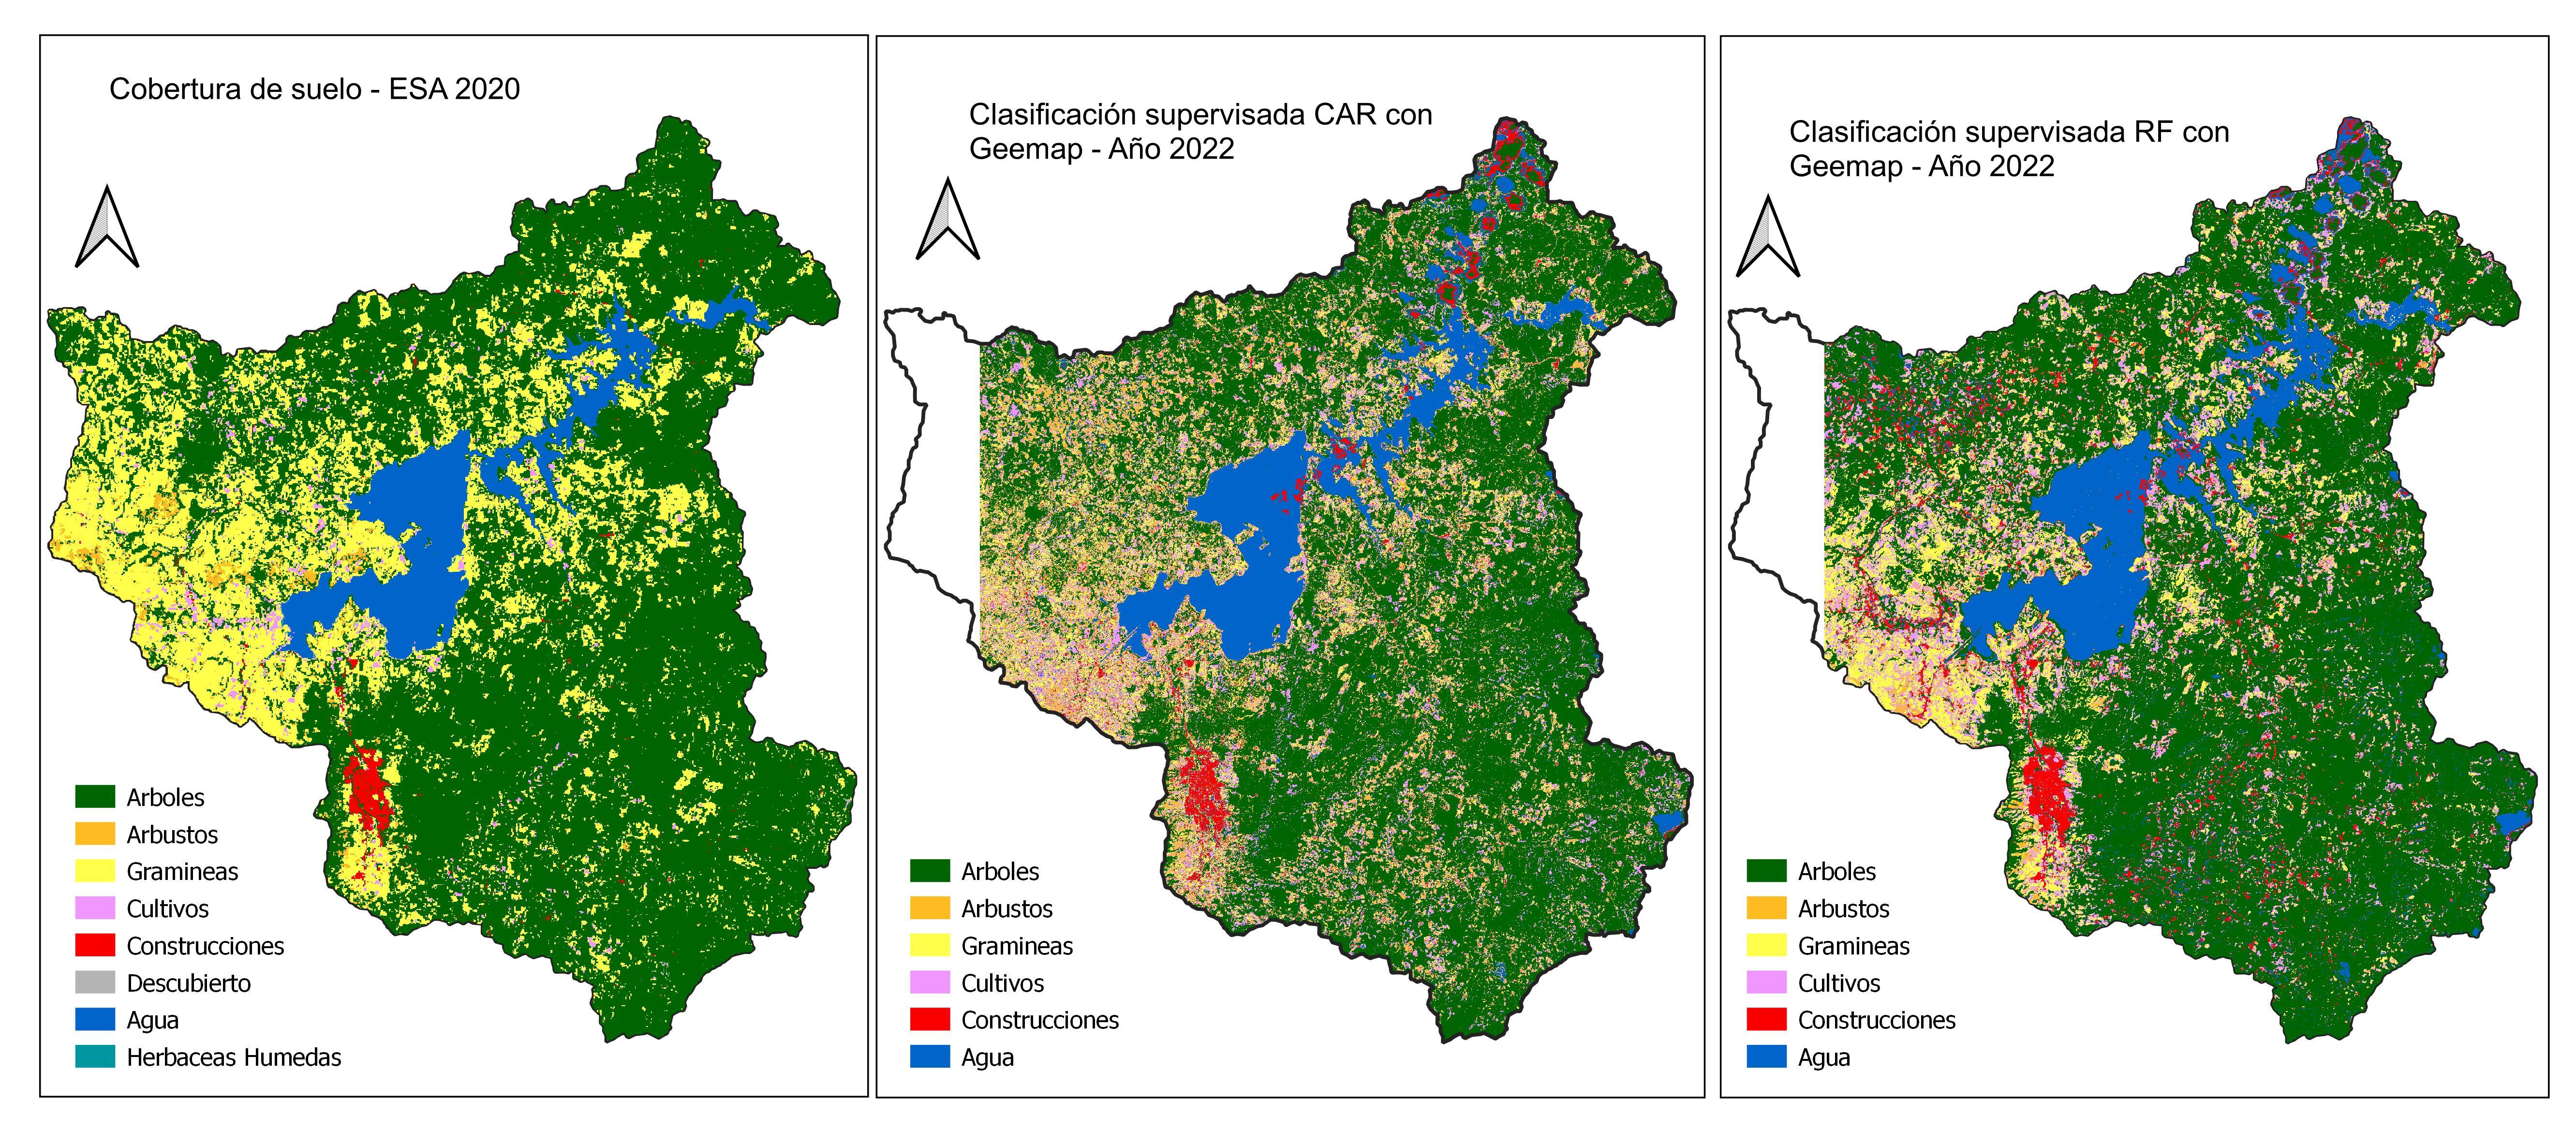 Cobertura de suelo - ESA 2020
Arboles
Arbustos
Gramineas
Cultivos
Construcciones
Descubierto
Agua
Herbaceas Humedas
Clasificación supervisada CAR con
Geemap - Año 2022
Arboles
Arbustos
Gramineas
Cultivos
Construcciones
Agua
Clasificación supervisada RF con
Geemap - Año 2022
Arboles
Arbustos
Gramineas
Cultivos
Construcciones
Agua